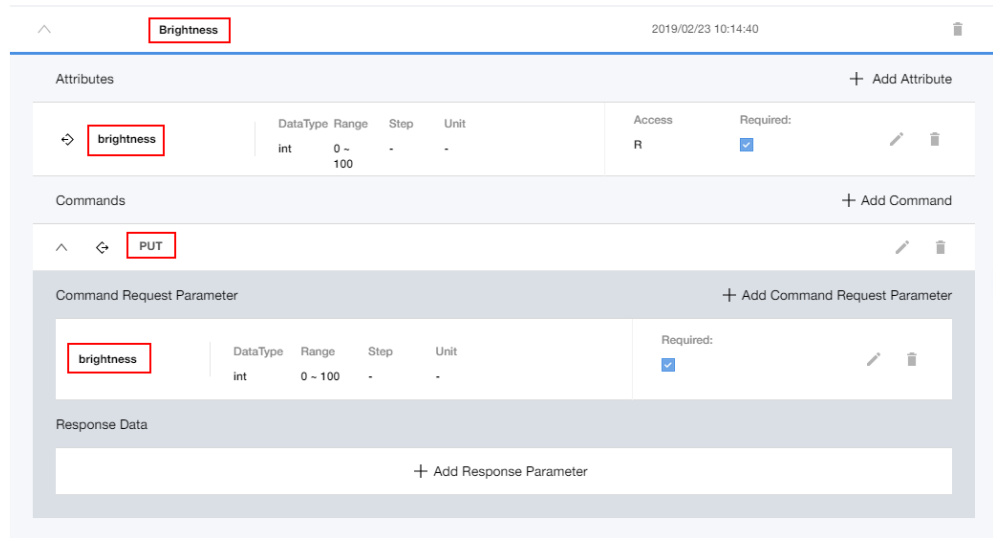 Brightness 2019/02/23 10:14:40
Attributes + Add Attribute
DataType Range Step Unit Access Required:
brightness int 0 ~ 100 - - R
Commands + Add Command
PUT
Command Request Parameter + Add Command Request Parameter
DataType Range Step Unit Required:
brightness int 0 ~ 100 - -
Response Data
+ Add Response Parameter